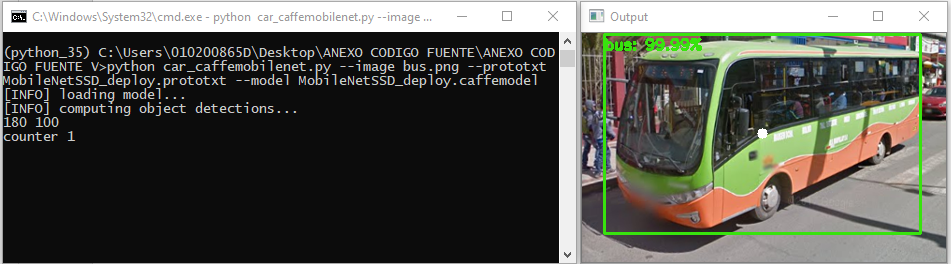 C:\Windows\System32\cmd.exe - python car_caffemobilenet.py --image ...
(python_35) C:\Users\010200865D\Desktop\ANEXO CODIGO FUENTE\ANEXO COD
IGO FUENTE V>python car_caffemobilenet.py --image bus.png --prototxt
MobileNetSSD_deploy.prototxt --model MobileNetSSD_deploy.caffemodel
[INFO] loading model...
[INFO] computing object detections...
180 100
counter 1
Output
bus: 99.99%